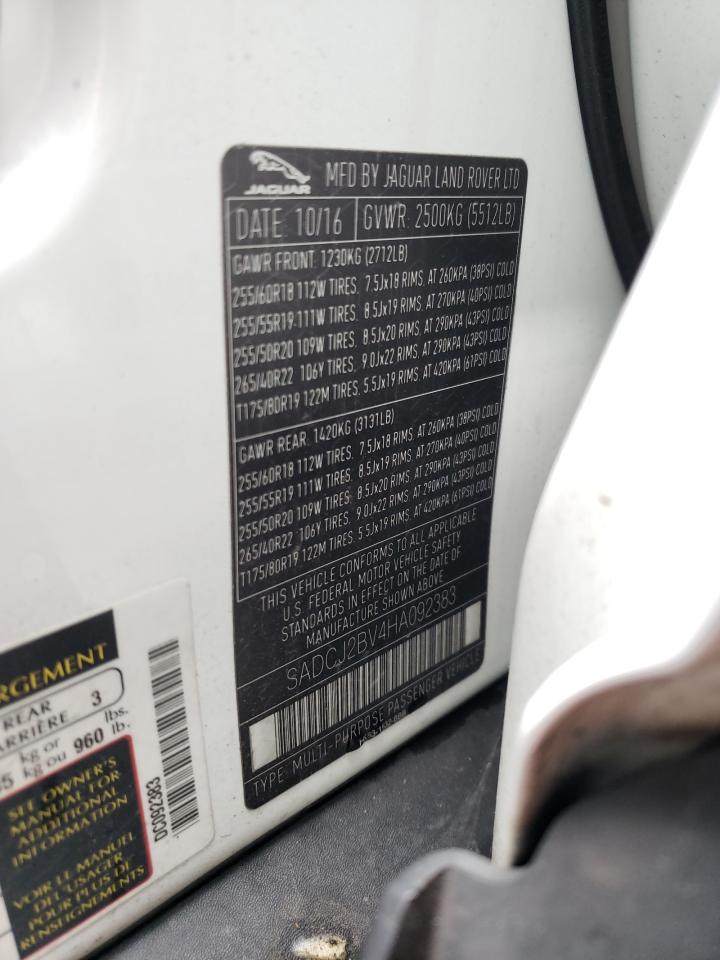 JAGUAR
MFD BY JAGUAR LAND ROVER LTD
DATE: 10/16
GVWR: 2500KG (5512LB)
GAWR FRONT: 1230KG (2712LB)
255/60R18 112W TIRES, 7.5Jx18 RIMS, AT 260KPA (38PSI) COLD
255/55R19 111W TIRES, 8.5Jx19 RIMS, AT 270KPA (40PSI) COLD
255/50R20 109W TIRES, 8.5Jx20 RIMS, AT 290KPA (43PSI) COLD
265/40R22 106Y TIRES, 9.0Jx22 RIMS, AT 290KPA (43PSI) COLD
T175/80R19 122M TIRES, 5.5Jx19 RIMS, AT 420KPA (61PSI) COLD
GAWR REAR: 1420KG (3131LB)
255/60R18 112W TIRES, 7.5Jx18 RIMS, AT 260KPA (38PSI) COLD
255/55R19 111W TIRES, 8.5Jx19 RIMS, AT 270KPA (40PSI) COLD
255/50R20 109W TIRES, 8.5Jx20 RIMS, AT 290KPA (43PSI) COLD
265/40R22 106Y TIRES, 9.0Jx22 RIMS, AT 290KPA (43PSI) COLD
T175/80R19 122M TIRES, 5.5Jx19 RIMS, AT 420KPA (61PSI) COLD
THIS VEHICLE CONFORMS TO ALL APPLICABLE
U.S. FEDERAL MOTOR VEHICLE SAFETY
STANDARDS IN EFFECT ON THE DATE OF
MANUFACTURE SHOWN ABOVE
SADCJ2BV4HA092383
TYPE: MULTI-PURPOSE PASSENGER VEHICLE
RGEMENT
REAR
ARRIÈRE 3
5 kg or lbs.
kg ou 960 lb.
SEE OWNER'S
MANUAL FOR
ADDITIONAL
INFORMATION
VOIR LE MANUEL
DE L'USAGER
POUR PLUS DE
RENSEIGNEMENTS
DC092383